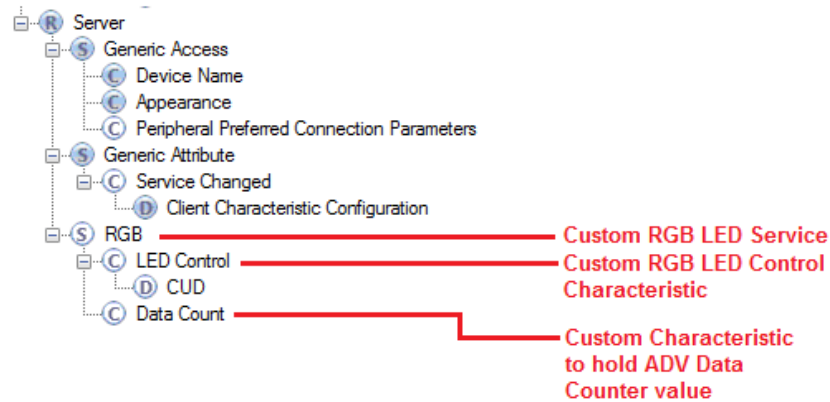 R Server
S Generic Access
C Device Name
C Appearance
C Peripheral Preferred Connection Parameters
S Generic Attribute
C Service Changed
D Client Characteristic Configuration
S RGB Custom RGB LED Service
C LED Control Custom RGB LED Control
Characteristic
D CUD
C Data Count
Custom Characteristic
to hold ADV Data
Counter value